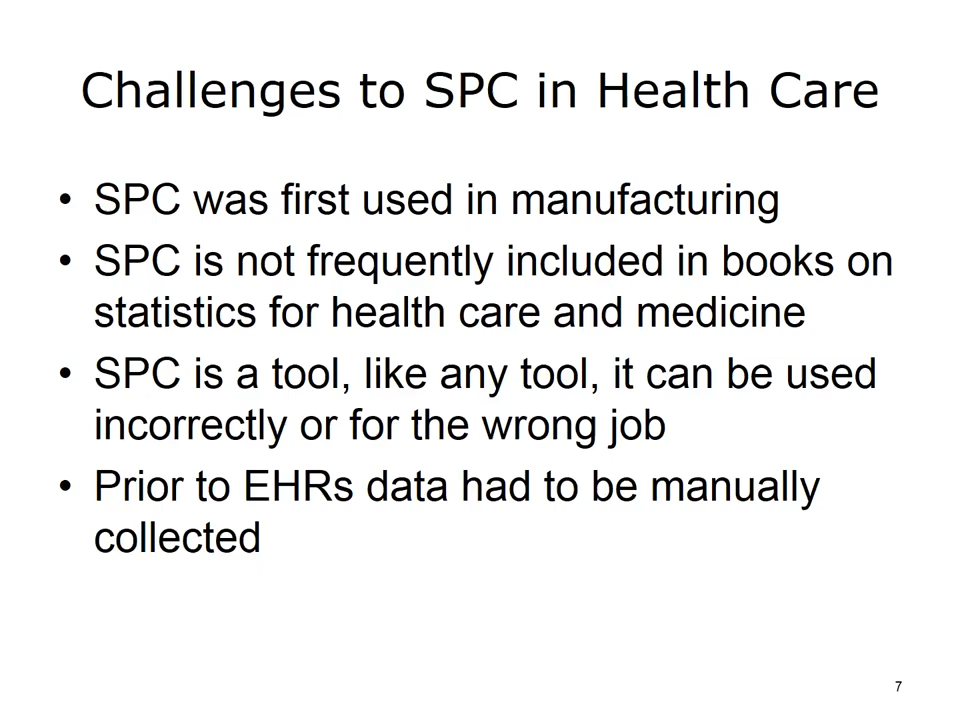 Challenges to SPC in Health Care
• SPC was first used in manufacturing
• SPC is not frequently included in books on
statistics for health care and medicine
• SPC is a tool, like any tool, it can be used
incorrectly or for the wrong job
• Prior to EHRs data had to be manually
collected
7